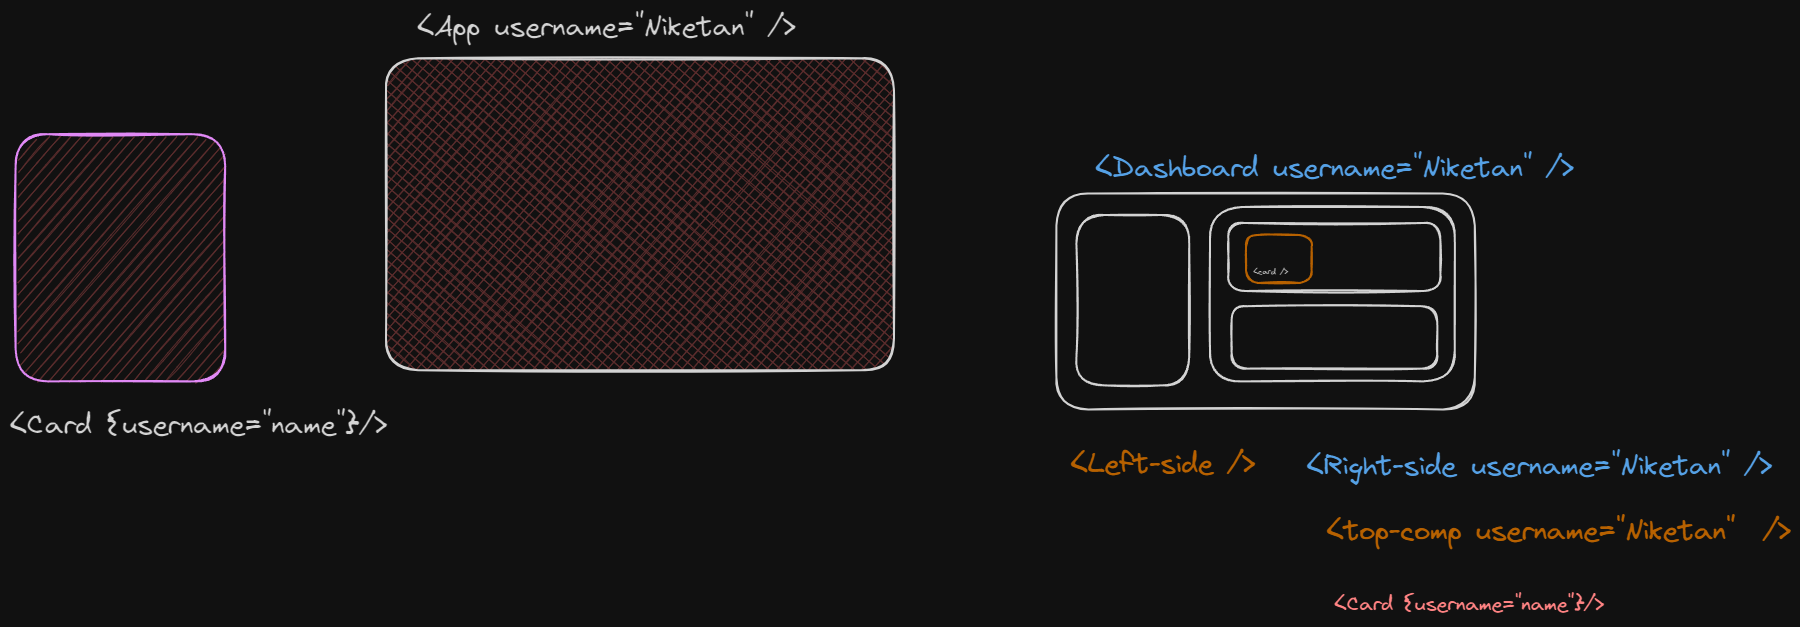 <App username="Niketan" />
<Card {username="name"}/>
<Dashboard username="Niketan" />
<card />
<Left-side />
<Right-side username="Niketan" />
<top-comp username="Niketan" />
<Card {username="name"}/>